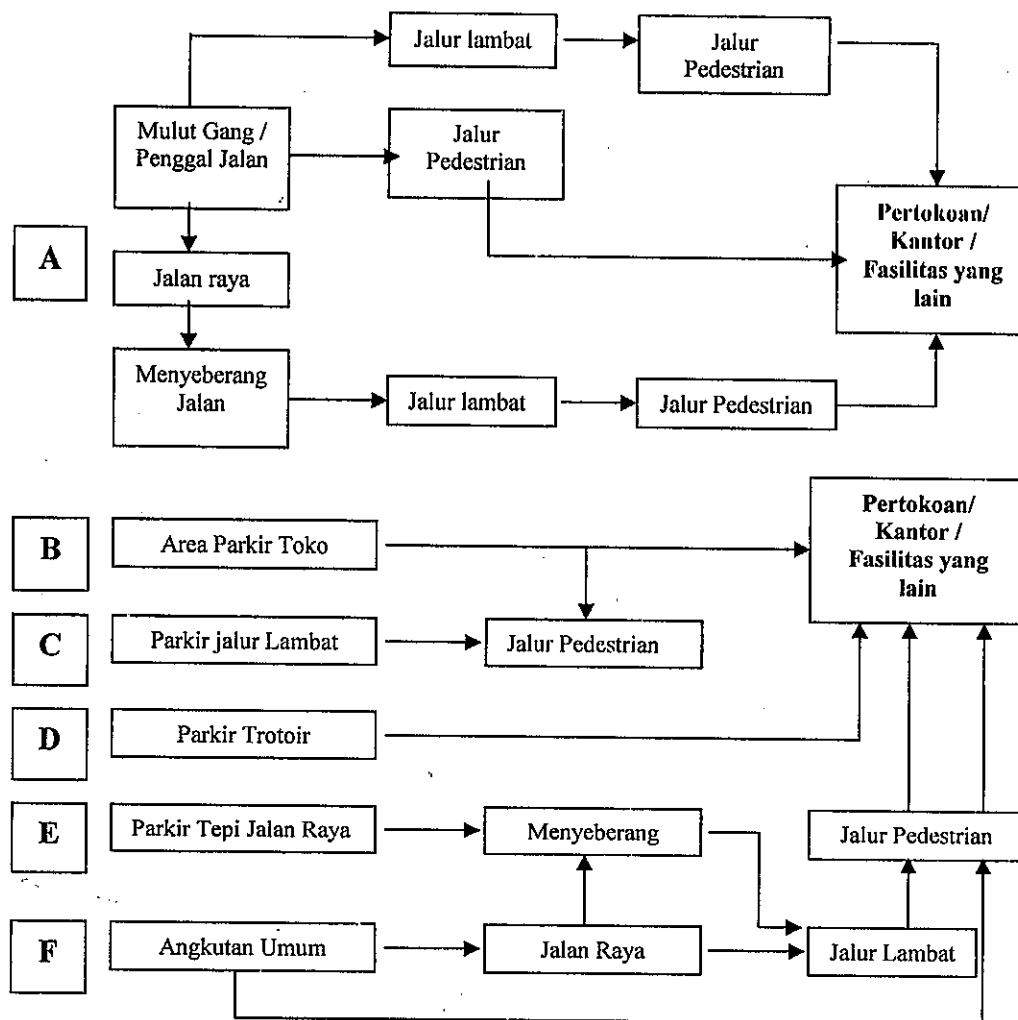 Jalur lambat
Jalur
Pedestrian
Mulut Gang /
Penggal Jalan
Jalur
Pedestrian
A
Jalan raya
Pertokoan/
Kantor /
Fasilitas yang
lain
Menyeberang
Jalan
Jalur lambat
Jalur Pedestrian
B
Area Parkir Toko
Pertokoan/
Kantor /
Fasilitas yang
lain
C
Parkir jalur Lambat
Jalur Pedestrian
D
Parkir Trotoir
E
Parkir Tepi Jalan Raya
Menyeberang
Jalur Pedestrian
F
Angkutan Umum
Jalan Raya
Jalur Lambat